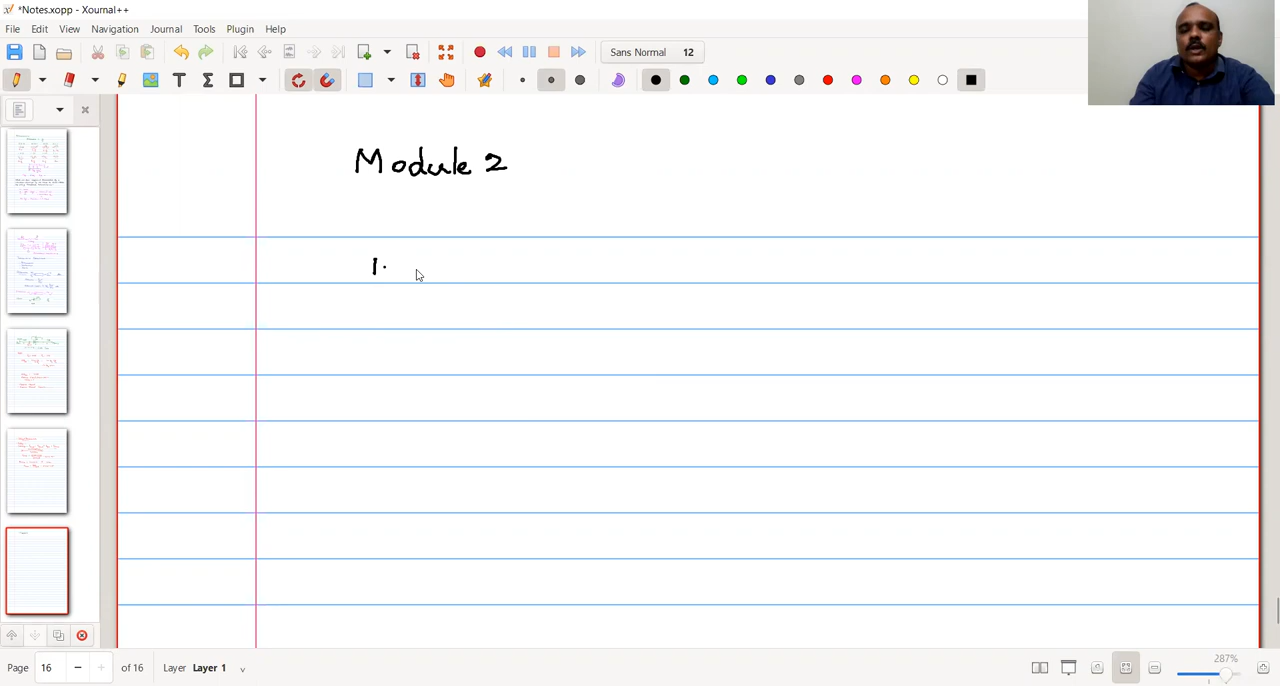 *Notes.xopp - Xournal++
File Edit View Navigation Journal Tools Plugin Help
Sans Normal 12
Module 2
1.
Page 16 of 16 Layer Layer 1
287%